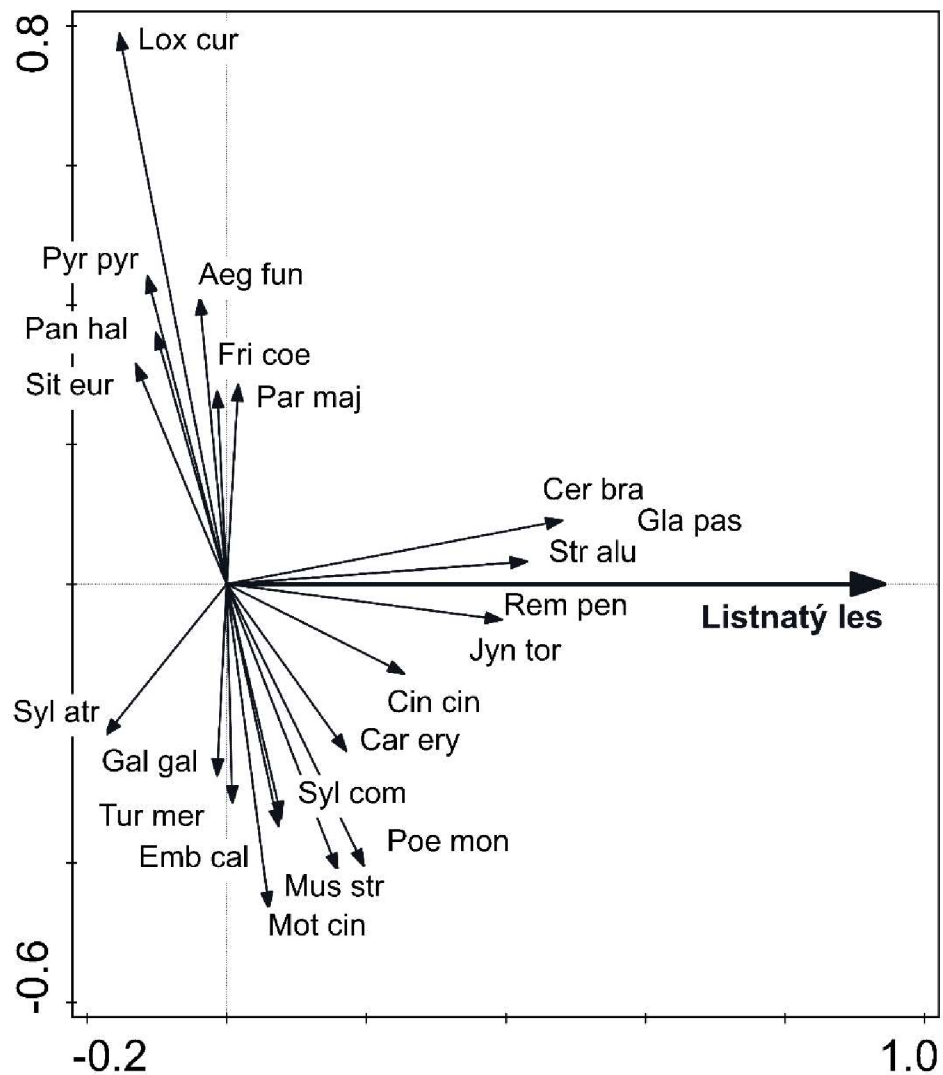 0.8
Lox cur
Pyr pyr
Aeg fun
Pan hal
Fri coe
Sit eur
Par maj
Cer bra
Gla pas
Str alu
Rem pen
Listnatý les
Jyn tor
Cin cin
Syl atr
Car ery
Gal gal
Syl com
Tur mer
Poe mon
Emb cal
Mus str
Mot cin
-0.6
-0.2
1.0